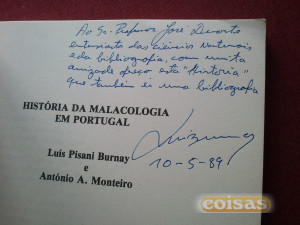 Ao Sr. Professor José Duarte
entusiasta das ciências naturais
e da bibliografia, com muita
amizade ofereço esta "História"
que também é uma bibliografia
HISTÓRIA DA MALACOLOGIA
EM PORTUGAL
Luís Pisani Burnay
e
António A. Monteiro
10-5-89
coisas